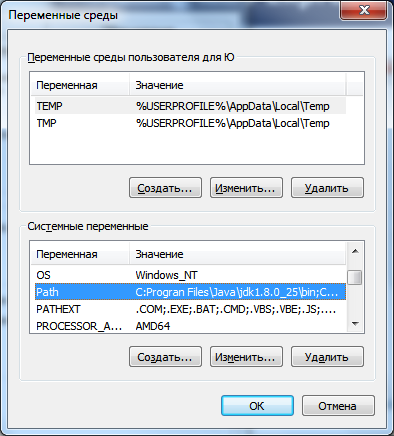 Переменные среды
Переменные среды пользователя для Ю
Переменная Значение
TEMP %USERPROFILE%\AppData\Local\Temp
TMP %USERPROFILE%\AppData\Local\Temp
Создать... Изменить... Удалить
Системные переменные
Переменная Значение
OS Windows_NT
Path C:\Progran Files\Java\jdk1.8.0_25\bin;C...
PATHEXT .COM;.EXE;.BAT;.CMD;.VBS;.VBE;.JS;....
PROCESSOR_A... AMD64
Создать... Изменить... Удалить
OK Отмена